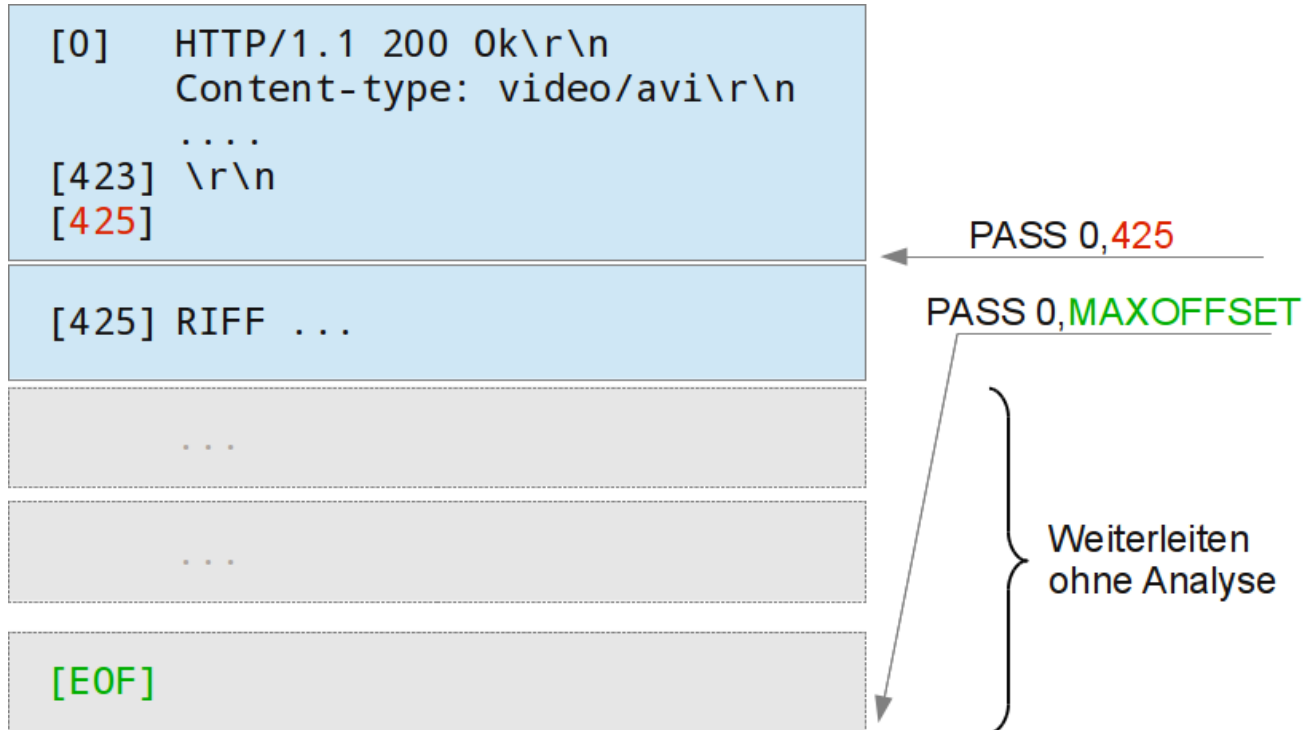 [0] HTTP/1.1 200 Ok\r\n
Content-type: video/avi\r\n
....
[423] \r\n
[425]
PASS 0,425
[425] RIFF ...
PASS 0,MAXOFFSET
...
...
Weiterleiten
ohne Analyse
[EOF]